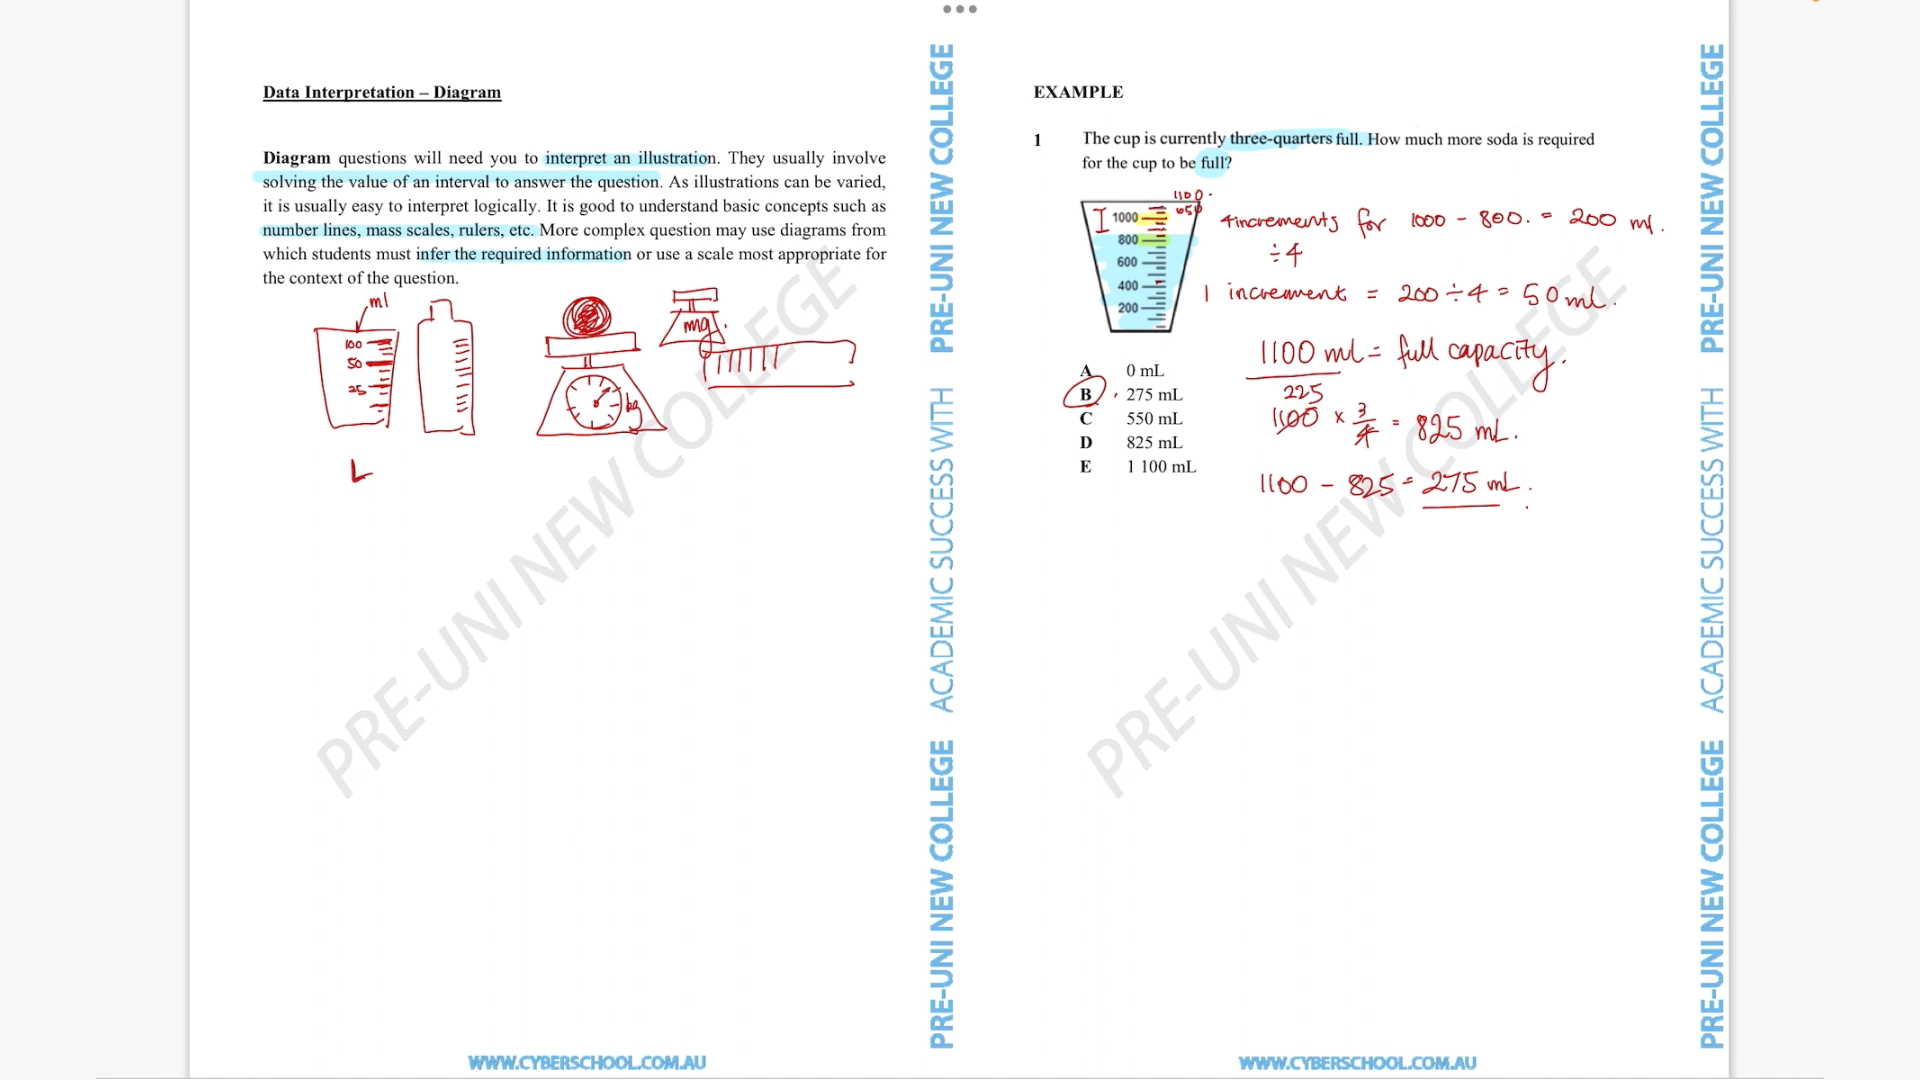 Data Interpretation – Diagram
Diagram questions will need you to interpret an illustration. They usually involve
solving the value of an interval to answer the question. As illustrations can be varied,
it is usually easy to interpret logically. It is good to understand basic concepts such as
number lines, mass scales, rulers, etc. More complex question may use diagrams from
which students must infer the required information or use a scale most appropriate for
the context of the question.
ml
100
50
25
kg
mg
L
PRE-UNI NEW COLLEGE
PRE-UNI NEW COLLEGE ACADEMIC SUCCESS WITH PRE-UNI NEW COLLEGE
WWW.CYBERSCHOOL.COM.AU
EXAMPLE
1 The cup is currently three-quarters full. How much more soda is required
for the cup to be full?
1100
1000
800
600
400
200
4increments for 1000 - 800. = 200 ml.
÷4
1 increment = 200 ÷ 4 = 50 ml.
1100 ml = full capacity.
225
1100 × 3/4 = 825 mL.
1100 - 825 = 275 mL.
A 0 mL
B 275 mL
C 550 mL
D 825 mL
E 1 100 mL
PRE-UNI NEW COLLEGE
PRE-UNI NEW COLLEGE ACADEMIC SUCCESS WITH PRE-UNI NEW COLLEGE
WWW.CYBERSCHOOL.COM.AU